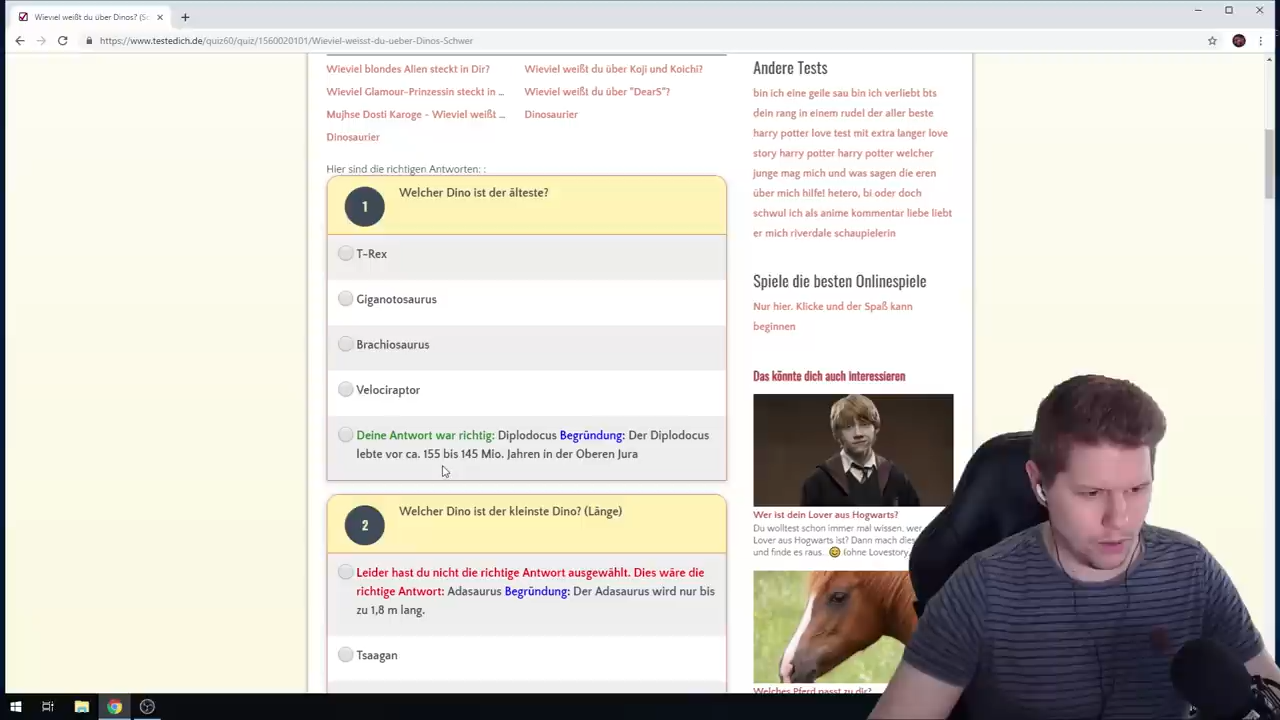 Wieviel weißt du über Dinos? (Sc
https://www.testedich.de/quiz60/quiz/1560020101/Wieviel-weisst-du-ueber-Dinos-Schwer
Wieviel blondes Alien steckt in Dir?
Wieviel weißt du über Koji und Koichi?
Wieviel Glamour-Prinzessin steckt in ...
Wieviel weißt du über "DearS"?
Mujhse Dosti Karoge - Wieviel weißt ...
Dinosaurier
Dinosaurier
Hier sind die richtigen Antworten: :
1
Welcher Dino ist der älteste?
T-Rex
Giganotosaurus
Brachiosaurus
Velociraptor
Deine Antwort war richtig: Diplodocus Begründung: Der Diplodocus
lebte vor ca. 155 bis 145 Mio. Jahren in der Oberen Jura
2
Welcher Dino ist der kleinste Dino? (Länge)
Leider hast du nicht die richtige Antwort ausgewählt. Dies wäre die
richtige Antwort: Adasaurus Begründung: Der Adasaurus wird nur bis
zu 1,8 m lang.
Tsaagan
Andere Tests
bin ich eine geile sau bin ich verliebt bts
dein rang in einem rudel der aller beste
harry potter love test mit extra langer love
story harry potter harry potter welcher
junge mag mich und was sagen die eren
über mich hilfe! hetero, bi oder doch
schwul ich als anime kommentar liebe liebt
er mich riverdale schaupielerin
Spiele die besten Onlinespiele
Nur hier. Klicke und der Spaß kann
beginnen
Das könnte dich auch interessieren
Wer ist dein Lover aus Hogwarts?
Du wolltest schon immer mal wissen, wer
Lover aus Hogwarts ist? Dann mach dies
und finde es raus.. (ohne Lovestory
Welches Pferd passt zu dir?